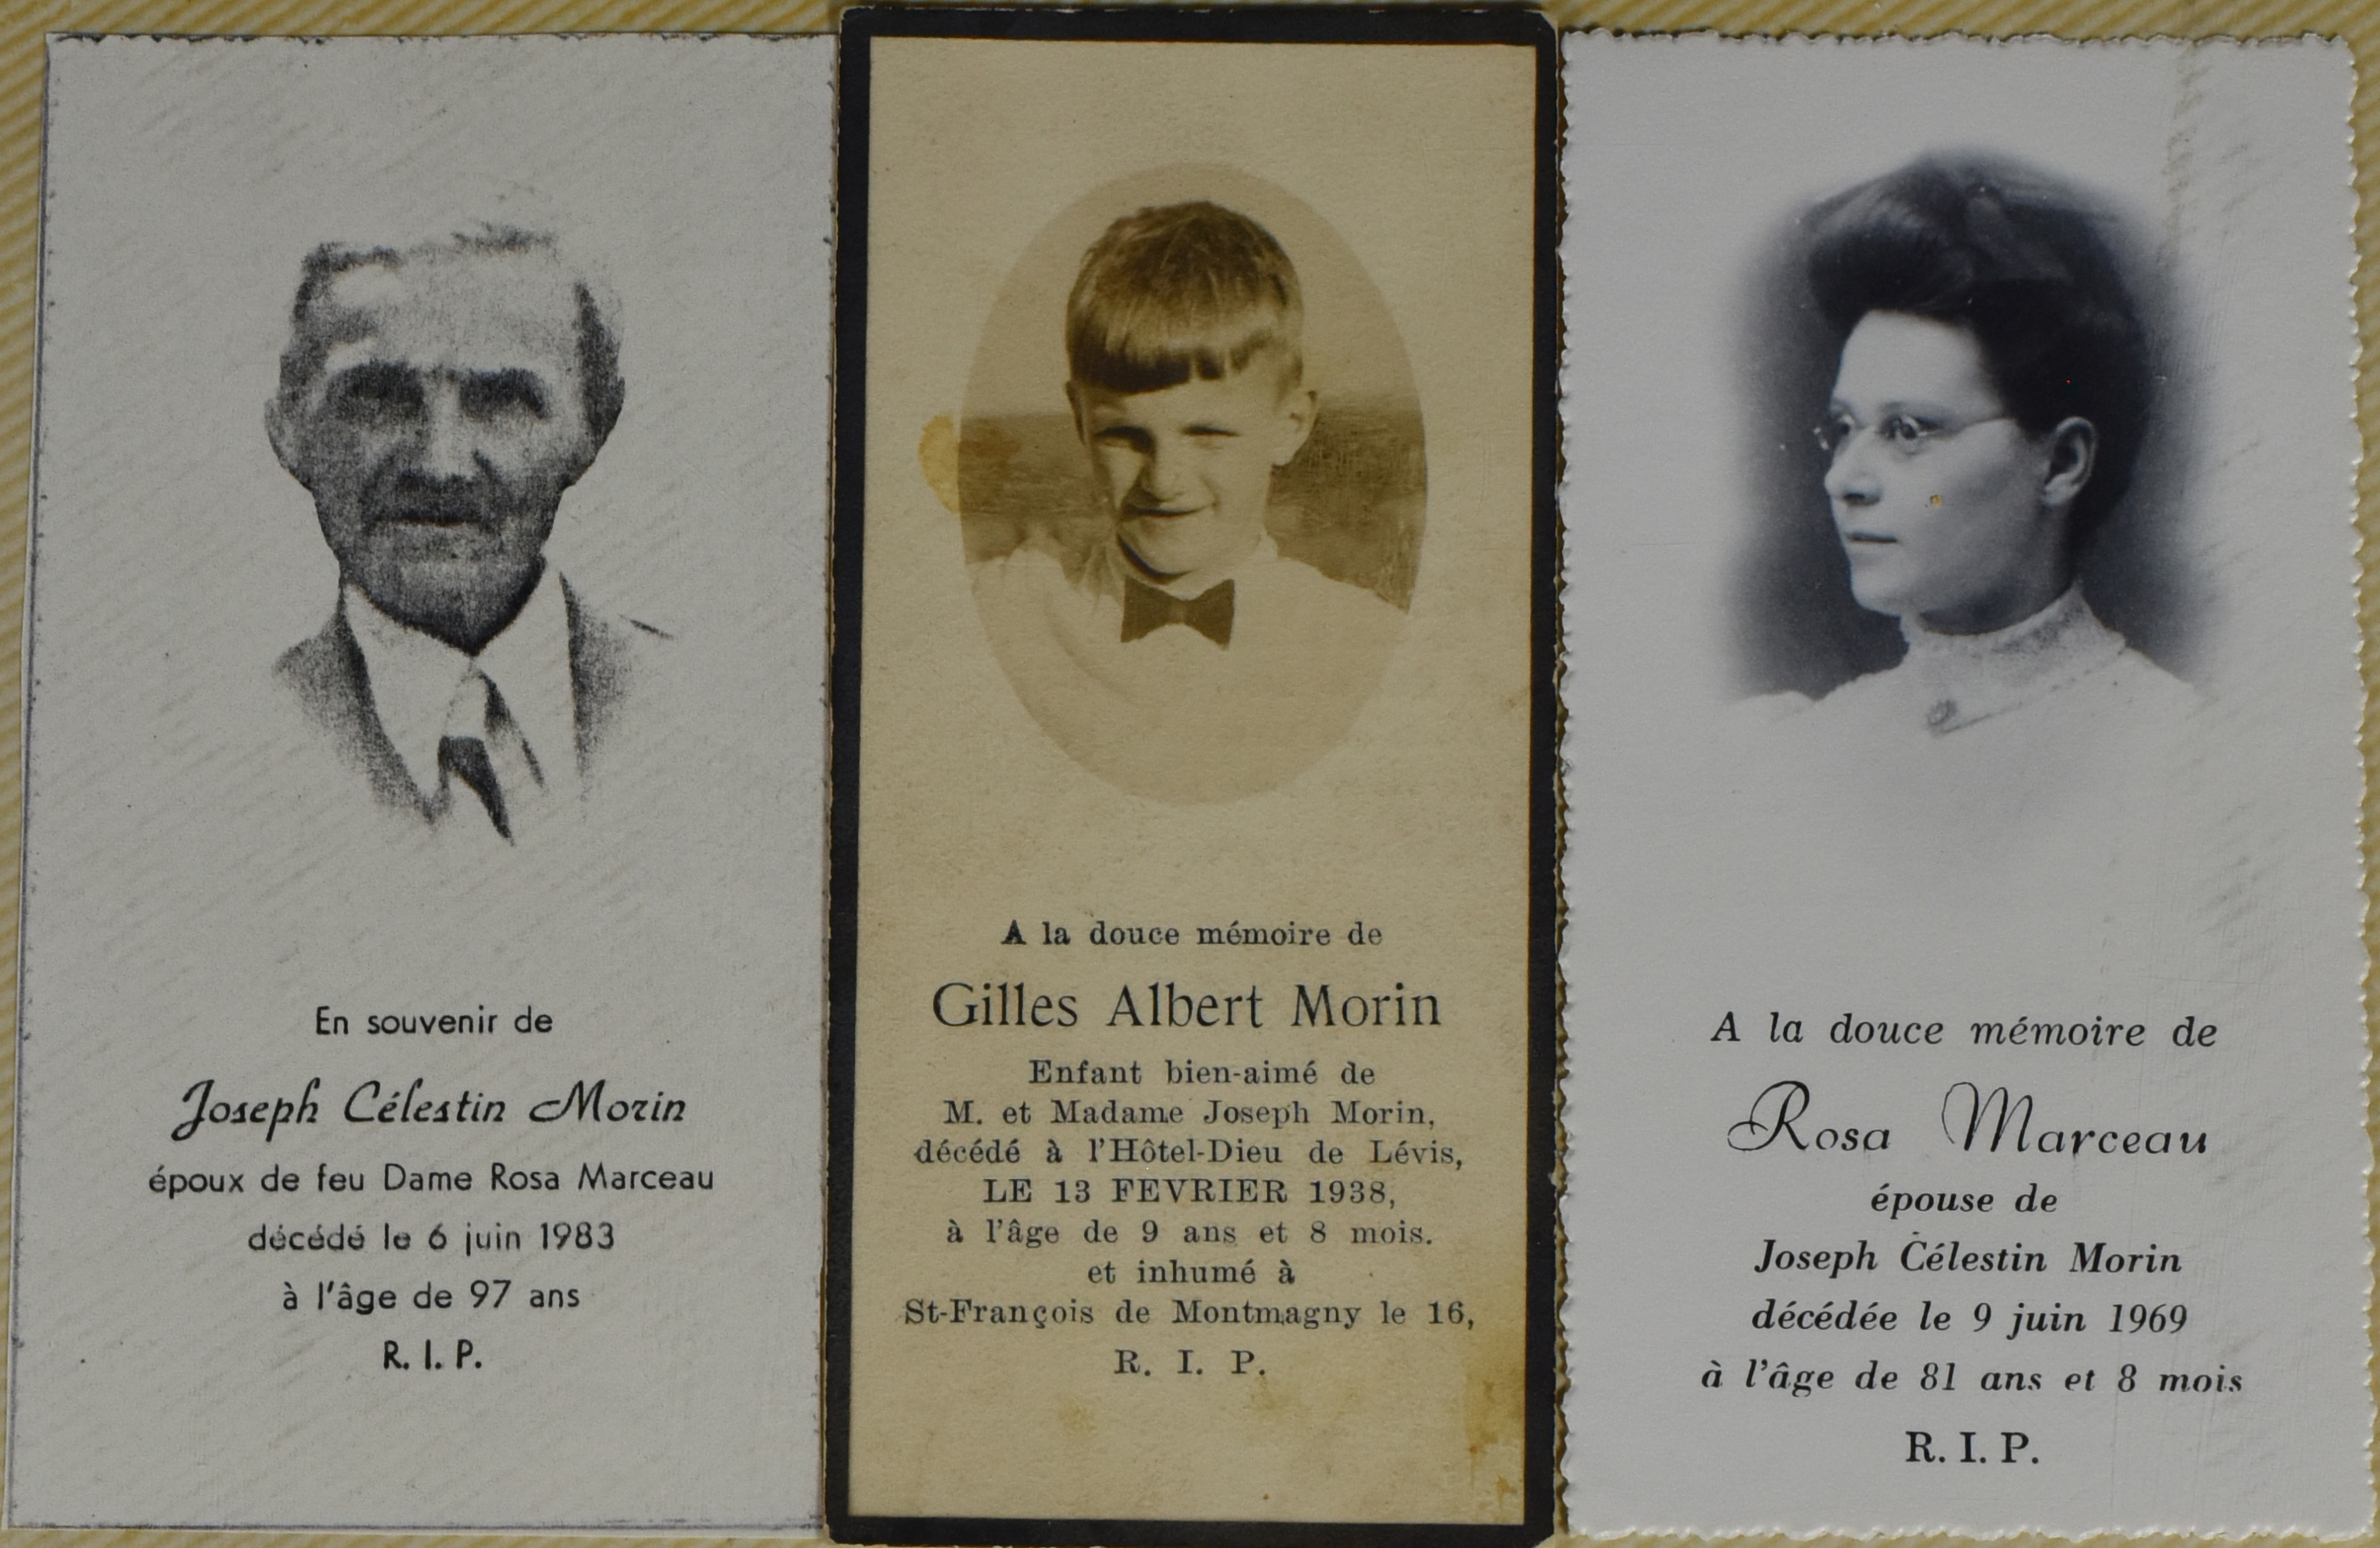 En souvenir de
Joseph Célestin Morin
époux de feu Dame Rosa Marceau
décédé le 6 juin 1983
à l'âge de 97 ans
R. I. P.
A la douce mémoire de
Gilles Albert Morin
Enfant bien-aimé de
M. et Madame Joseph Morin,
décédé à l'Hôtel-Dieu de Lévis,
LE 13 FEVRIER 1938,
à l'âge de 9 ans et 8 mois.
et inhumé à
St-François de Montmagny le 16,
R. I. P.
A la douce mémoire de
Rosa Marceau
épouse de
Joseph Célestin Morin
décédée le 9 juin 1969
à l'âge de 81 ans et 8 mois
R. I. P.